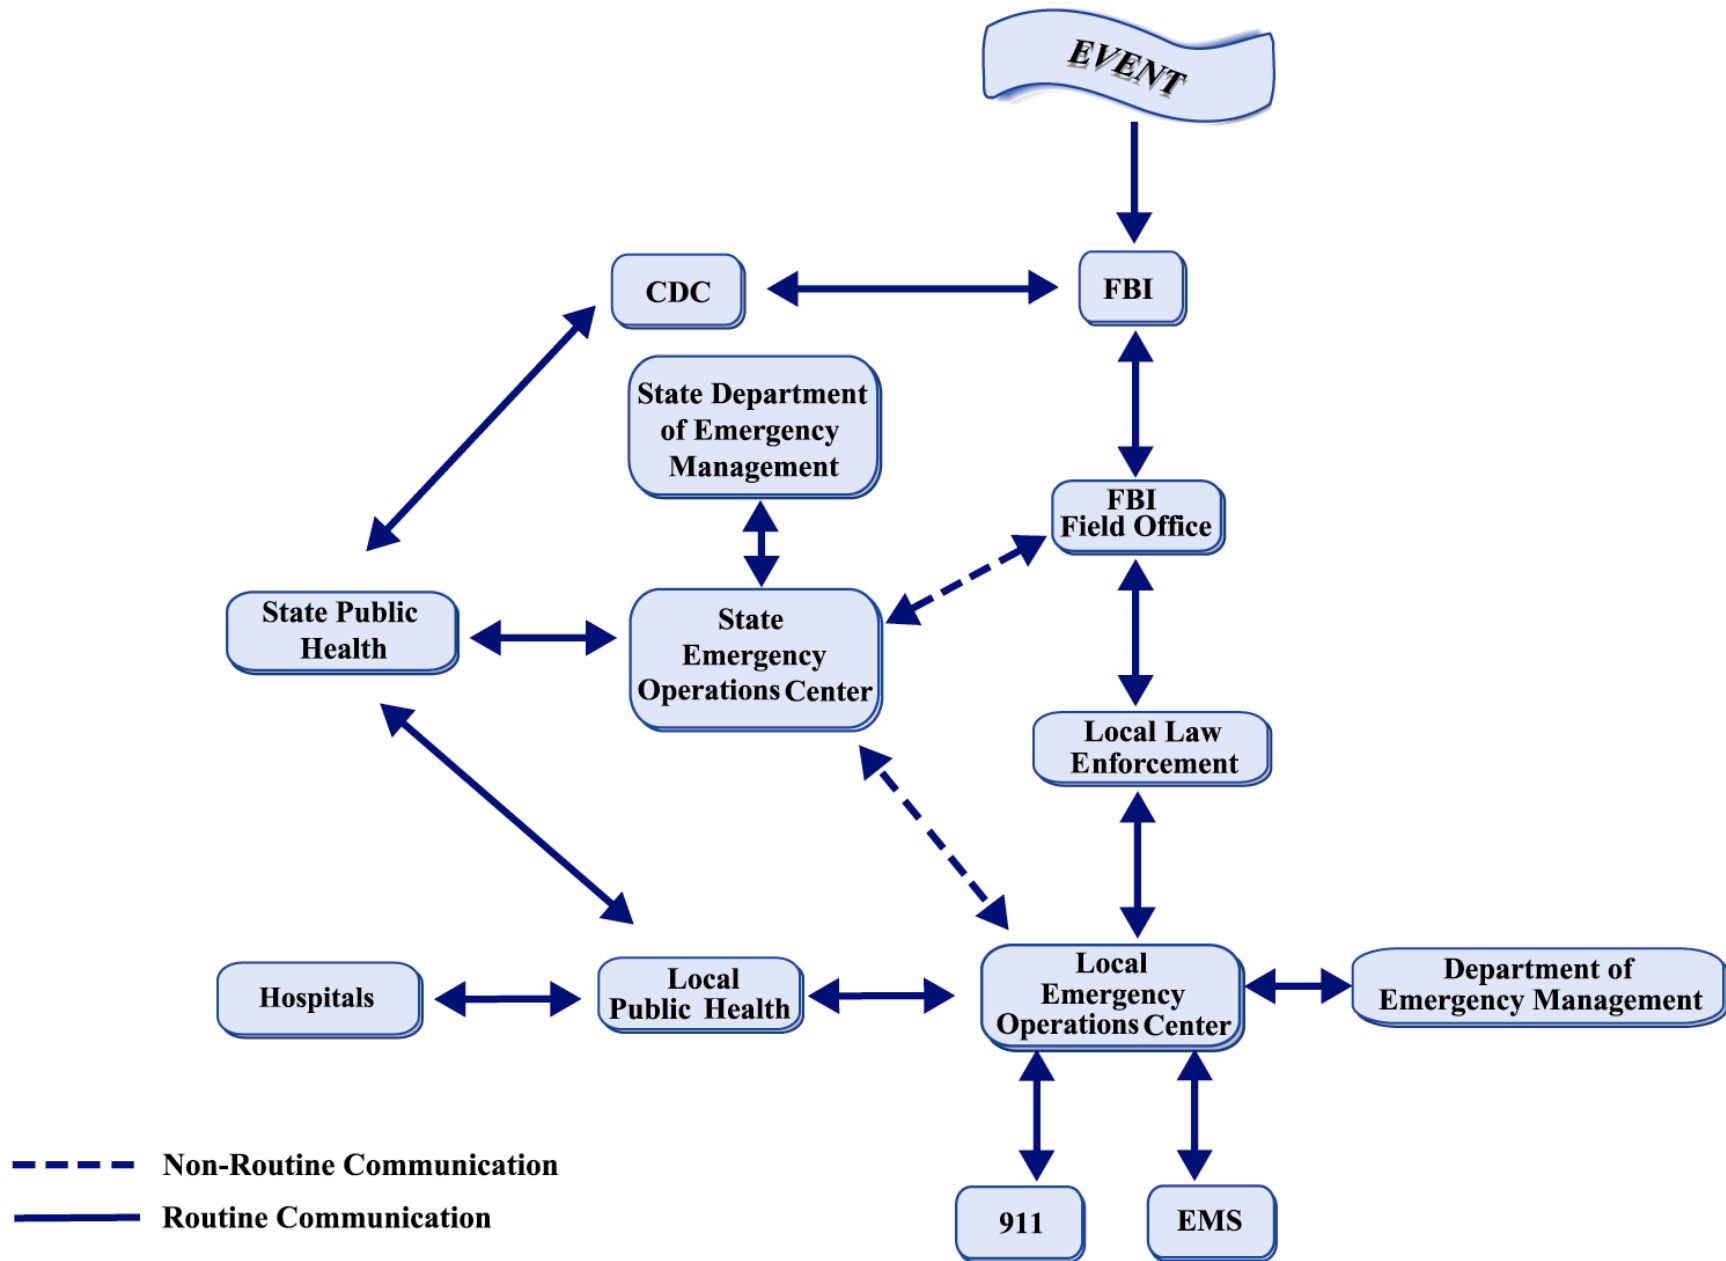 EVENT
CDC
FBI
State Department
of Emergency
Management
FBI
Field Office
State Public
Health
State
Emergency
Operations Center
Local Law
Enforcement
Hospitals
Local
Public Health
Local
Emergency
Operations Center
Department of
Emergency Management
911
EMS
Non-Routine Communication
Routine Communication